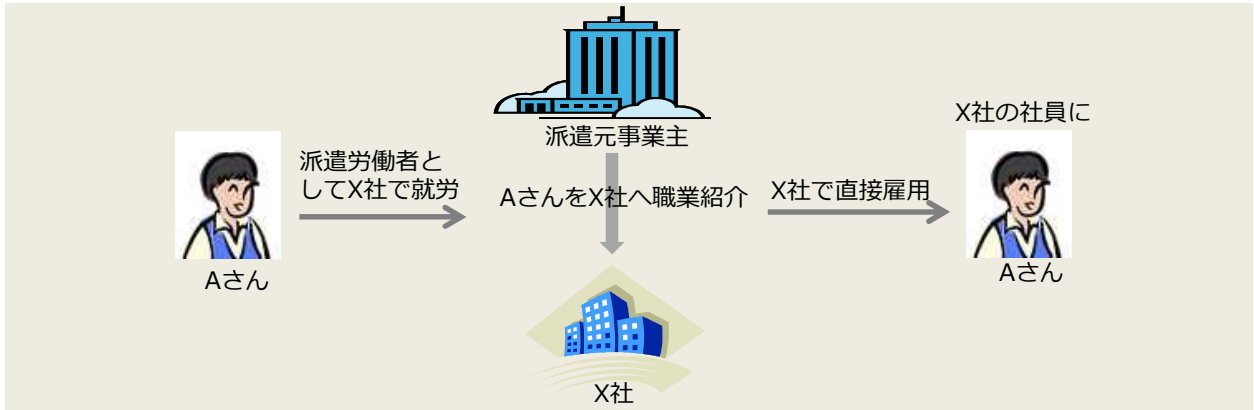 派遣元事業主
X社の社員に
派遣労働者と
してX社で就労
AさんをX社へ職業紹介
X社で直接雇用
Aさん
Aさん
X社